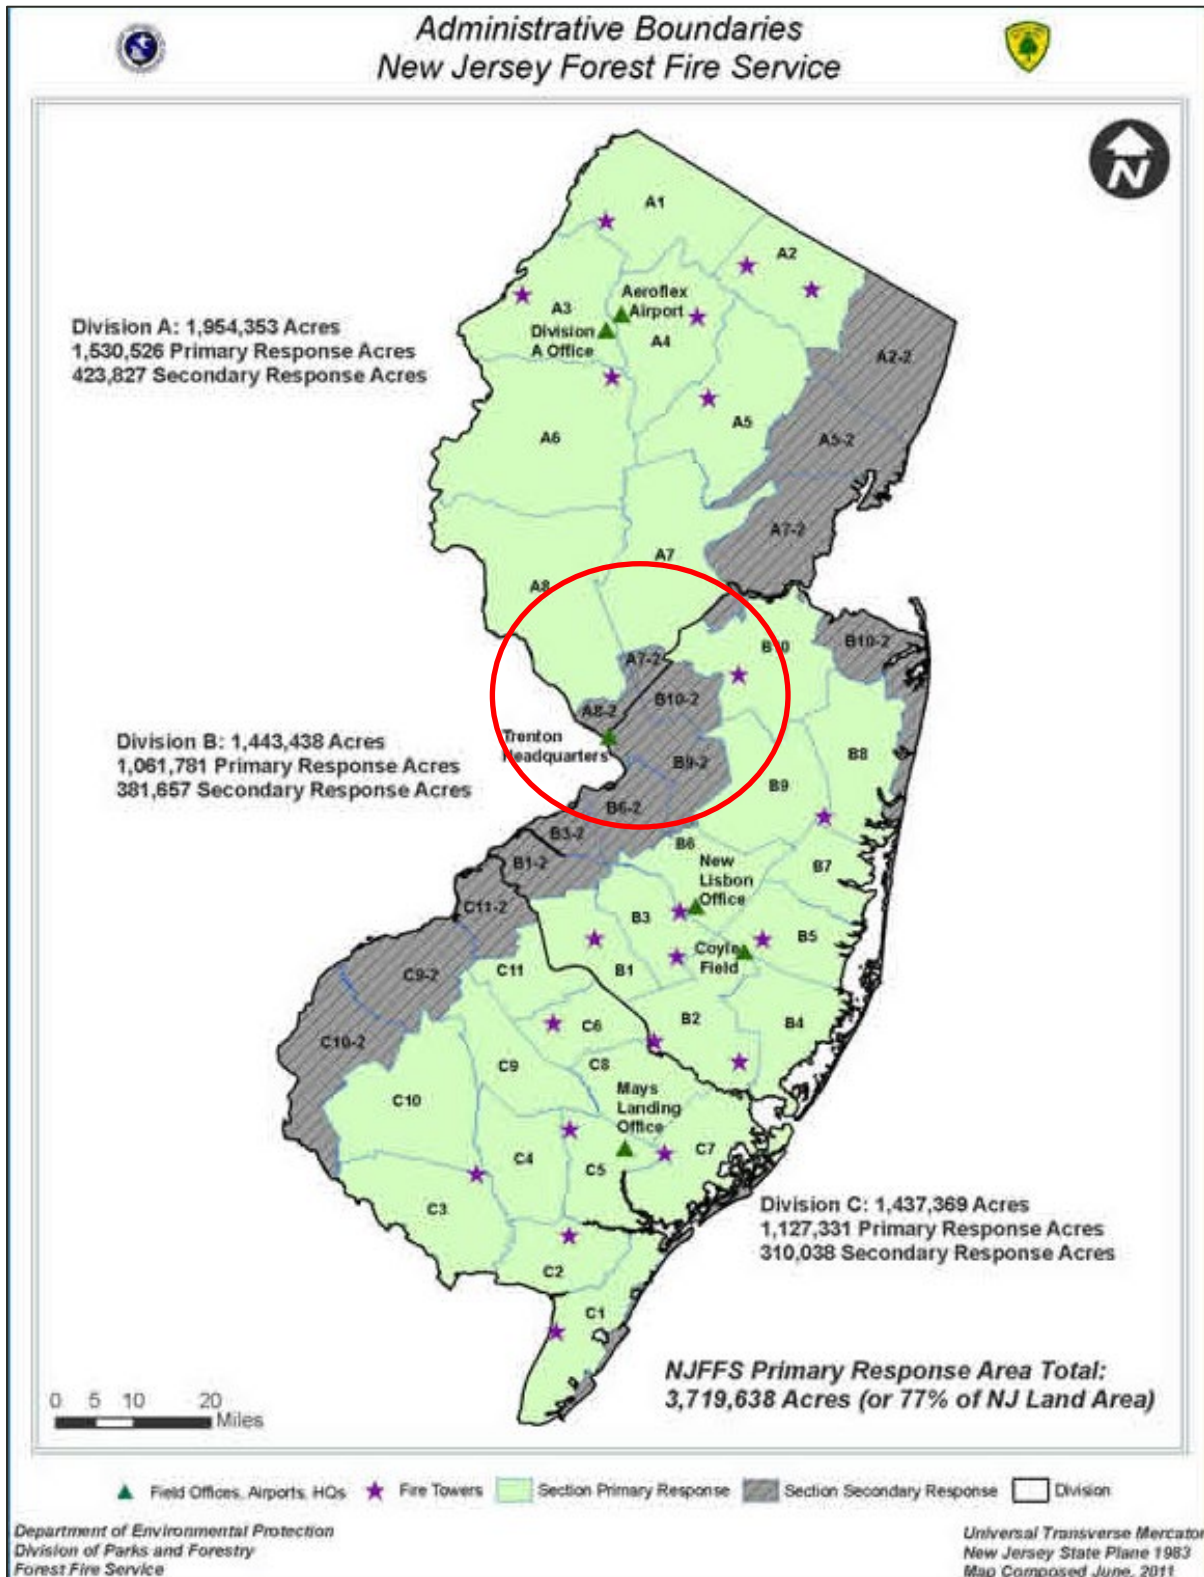 Administrative Boundaries
New Jersey Forest Fire Service
N
A1
A2
Aeroflex
Airport
A3
Division
A Office
A4
Division A: 1,954,353 Acres
1,530,526 Primary Response Acres
423,827 Secondary Response Acres
A2-2
A5
A6
A5-2
A7-2
A7
A8
B10
B10-2
A7-2
B10-2
A8-2
Trenton
Headquarters
Division B: 1,443,438 Acres
1,061,781 Primary Response Acres
381,657 Secondary Response Acres
B9-2
B8
B9
B6-2
B3-2
B6
B1-2
New
Lisbon
Office
B7
C11-2
B3
B5
Coyle
Field
C9-2
C11
B1
C6
B2
B4
C10-2
C8
C9
Mays
Landing
Office
C10
C7
C4
C5
C3
Division C: 1,437,369 Acres
1,127,331 Primary Response Acres
310,038 Secondary Response Acres
C2
C1
NJFFS Primary Response Area Total:
3,719,638 Acres (or 77% of NJ Land Area)
0 5 10 20
Miles
Field Offices, Airports, HQs Fire Towers Section Primary Response Section Secondary Response Division
Department of Environmental Protection
Division of Parks and Forestry
Forest Fire Service
Universal Transverse Mercator
New Jersey State Plane 1983
Map Composed June, 2011